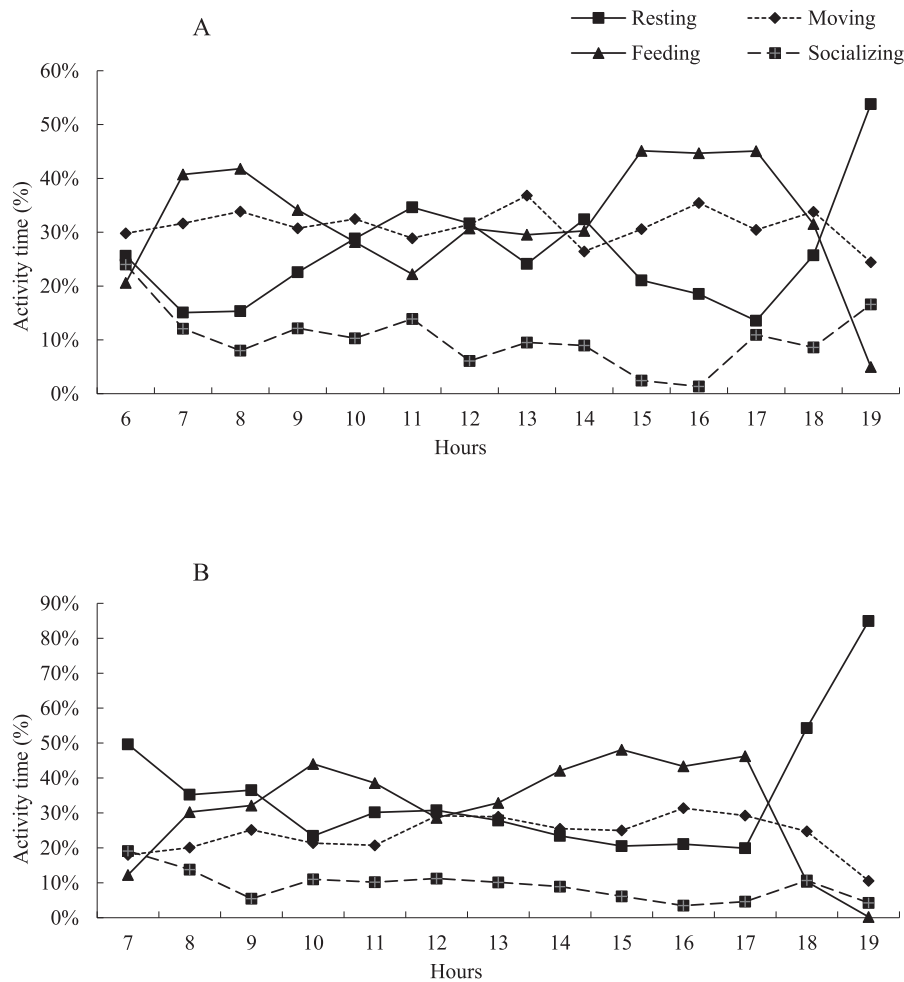 A
Resting
Moving
Feeding
Socializing
60%
50%
40%
30%
20%
10%
0%
Activity time (%)
6 7 8 9 10 11 12 13 14 15 16 17 18 19
Hours
B
90%
80%
70%
60%
50%
40%
30%
20%
10%
0%
Activity time (%)
7 8 9 10 11 12 13 14 15 16 17 18 19
Hours